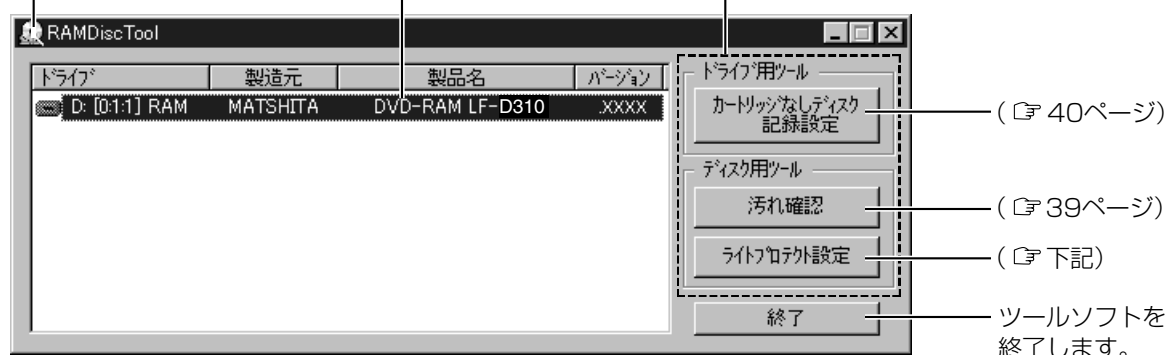 RAMDiscTool
ドライブ 製造元 製品名 バージョン
D: [0:1:1] RAM MATSHITA DVD-RAM LF-D310 .XXXX
ドライブ用ツール
カートリッジなしディスク
記録設定
(☞40ページ)
ディスク用ツール
汚れ確認
(☞39ページ)
ライトプロテクト設定
(☞下記)
終了
ツールソフトを
終了します。